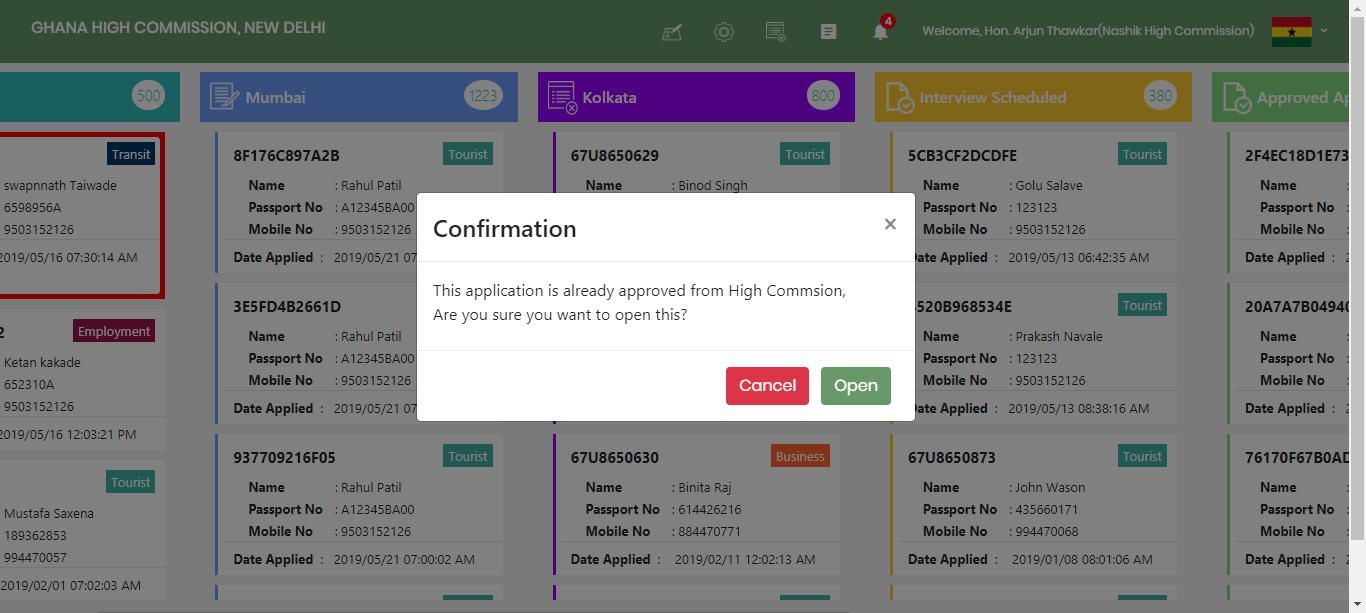 GHANA HIGH COMMISSION, NEW DELHI
4
Welcome, Hon. Arjun Thawkar(Nashik High Commission)
500
Mumbai
1223
Kolkata
800
Interview Scheduled
380
Approved Ap
Transit
swapnnath Taiwade
6598956A
9503152126
2019/05/16 07:30:14 AM
2
Employment
Ketan kakade
652310A
9503152126
2019/05/16 12:03:21 PM
Tourist
Mustafa Saxena
189362853
994470057
2019/02/01 07:02:03 AM
8F176C897A2B
Tourist
Name : Rahul Patil
Passport No : A12345BA00
Mobile No : 9503152126
Date Applied : 2019/05/21 07
3E5FD4B2661D
Name : Rahul Patil
Passport No : A12345BA00
Mobile No : 9503152126
Date Applied : 2019/05/21 07
937709216F05
Tourist
Name : Rahul Patil
Passport No : A12345BA00
Mobile No : 9503152126
Date Applied : 2019/05/21 07:00:02 AM
67U8650629
Tourist
Name : Binod Singh
67U8650630
Business
Name : Binita Raj
Passport No : 614426216
Mobile No : 884470771
Date Applied : 2019/02/11 12:02:13 AM
5CB3CF2DCDFE
Tourist
Name : Golu Salave
Passport No : 123123
Mobile No : 9503152126
Date Applied : 2019/05/13 06:42:35 AM
520B968534E
Tourist
Name : Prakash Navale
Passport No : 123123
Mobile No : 9503152126
Date Applied : 2019/05/13 08:38:16 AM
67U8650873
Tourist
Name : John Wason
Passport No : 435660171
Mobile No : 994470068
Date Applied : 2019/01/08 08:01:06 AM
2F4EC18D1E73
Name :
Passport No :
Mobile No :
Date Applied : 2
20A7A7B04940
Name :
Passport No :
Mobile No :
Date Applied : 2
76170F67B0AD
Name :
Passport No :
Mobile No :
Date Applied : 2
Confirmation
×
This application is already approved from High Commsion,
Are you sure you want to open this?
Cancel
Open